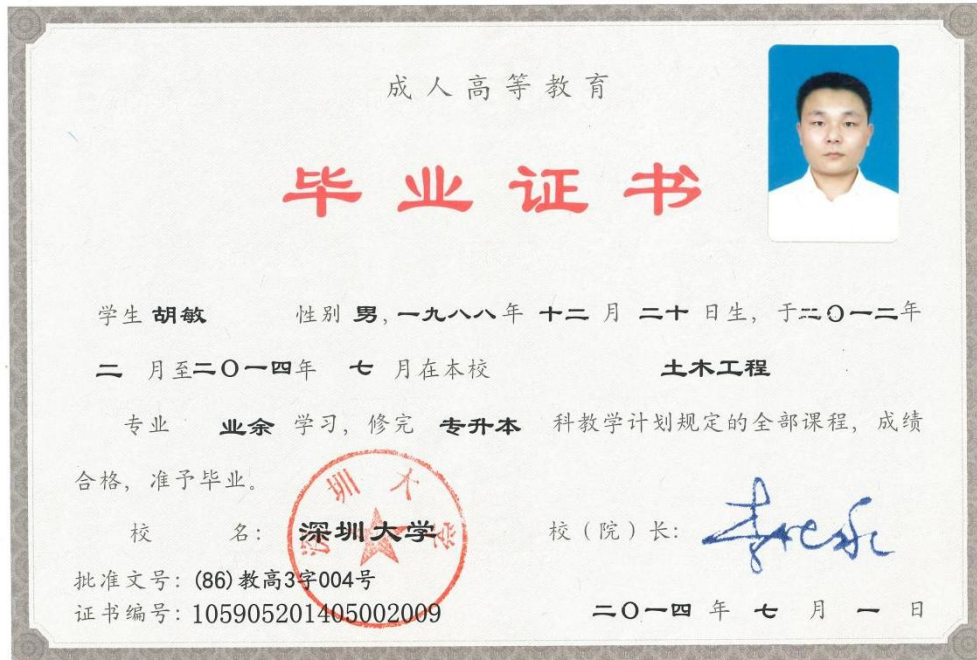 成人高等教育
毕业证书
学生 胡敏 性别 男，一九八八年 十二 月 二十 日生，于二〇一二年
二 月至二〇一四年 七 月在本校 土木工程
专业 业余 学习，修完 专升本 科教学计划规定的全部课程，成绩
合格，准予毕业。
校 名：深圳大学 校（院）长：
深圳大学
批准文号：(86)教高3字004号
证书编号：105905201405002009
二〇一四 年 七 月 一 日